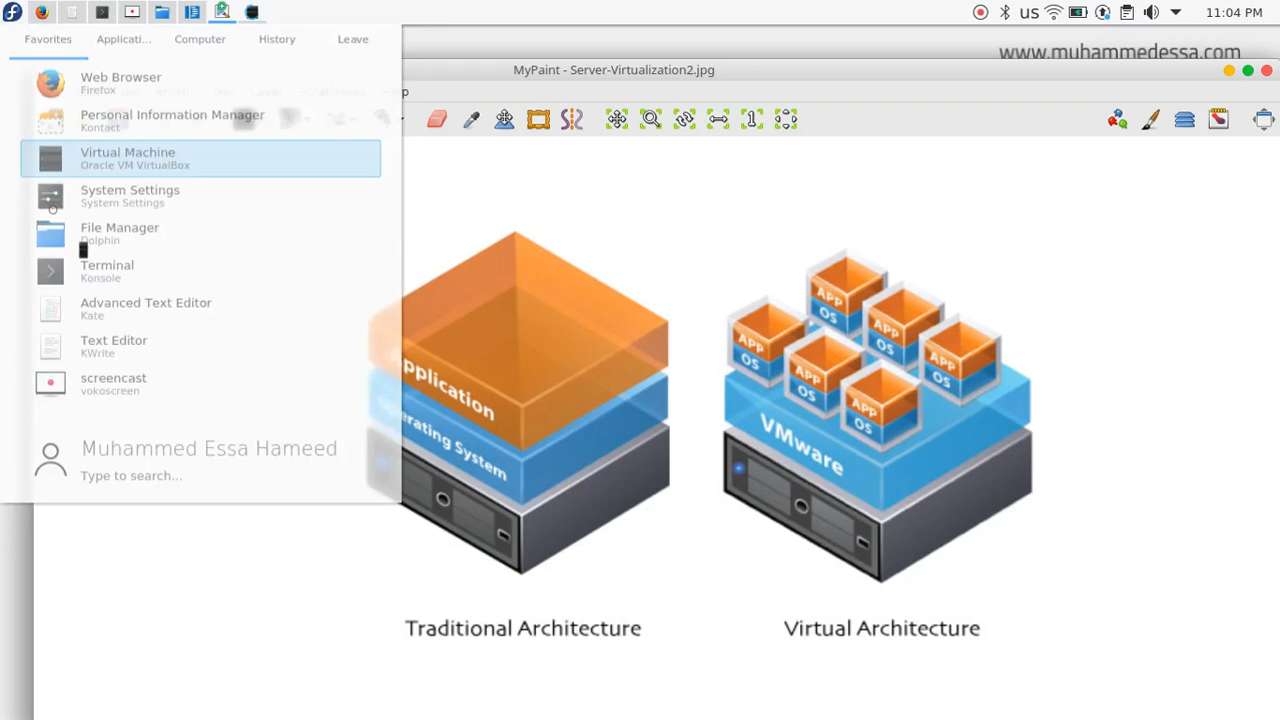 us
11:04 PM
Favorites
Applicati...
Computer
History
Leave
www.muhammedessa.com
MyPaint - Server-Virtualization2.jpg
Web Browser
Firefox
Personal Information Manager
Kontact
Virtual Machine
Oracle VM VirtualBox
System Settings
System Settings
File Manager
Dolphin
Terminal
Konsole
Advanced Text Editor
Kate
Text Editor
KWrite
screencast
vokoscreen
Muhammed Essa Hameed
Type to search...
Application
Operating System
APP
OS
APP
OS
APP
OS
APP
OS
APP
OS
APP
OS
VMware
Traditional Architecture
Virtual Architecture